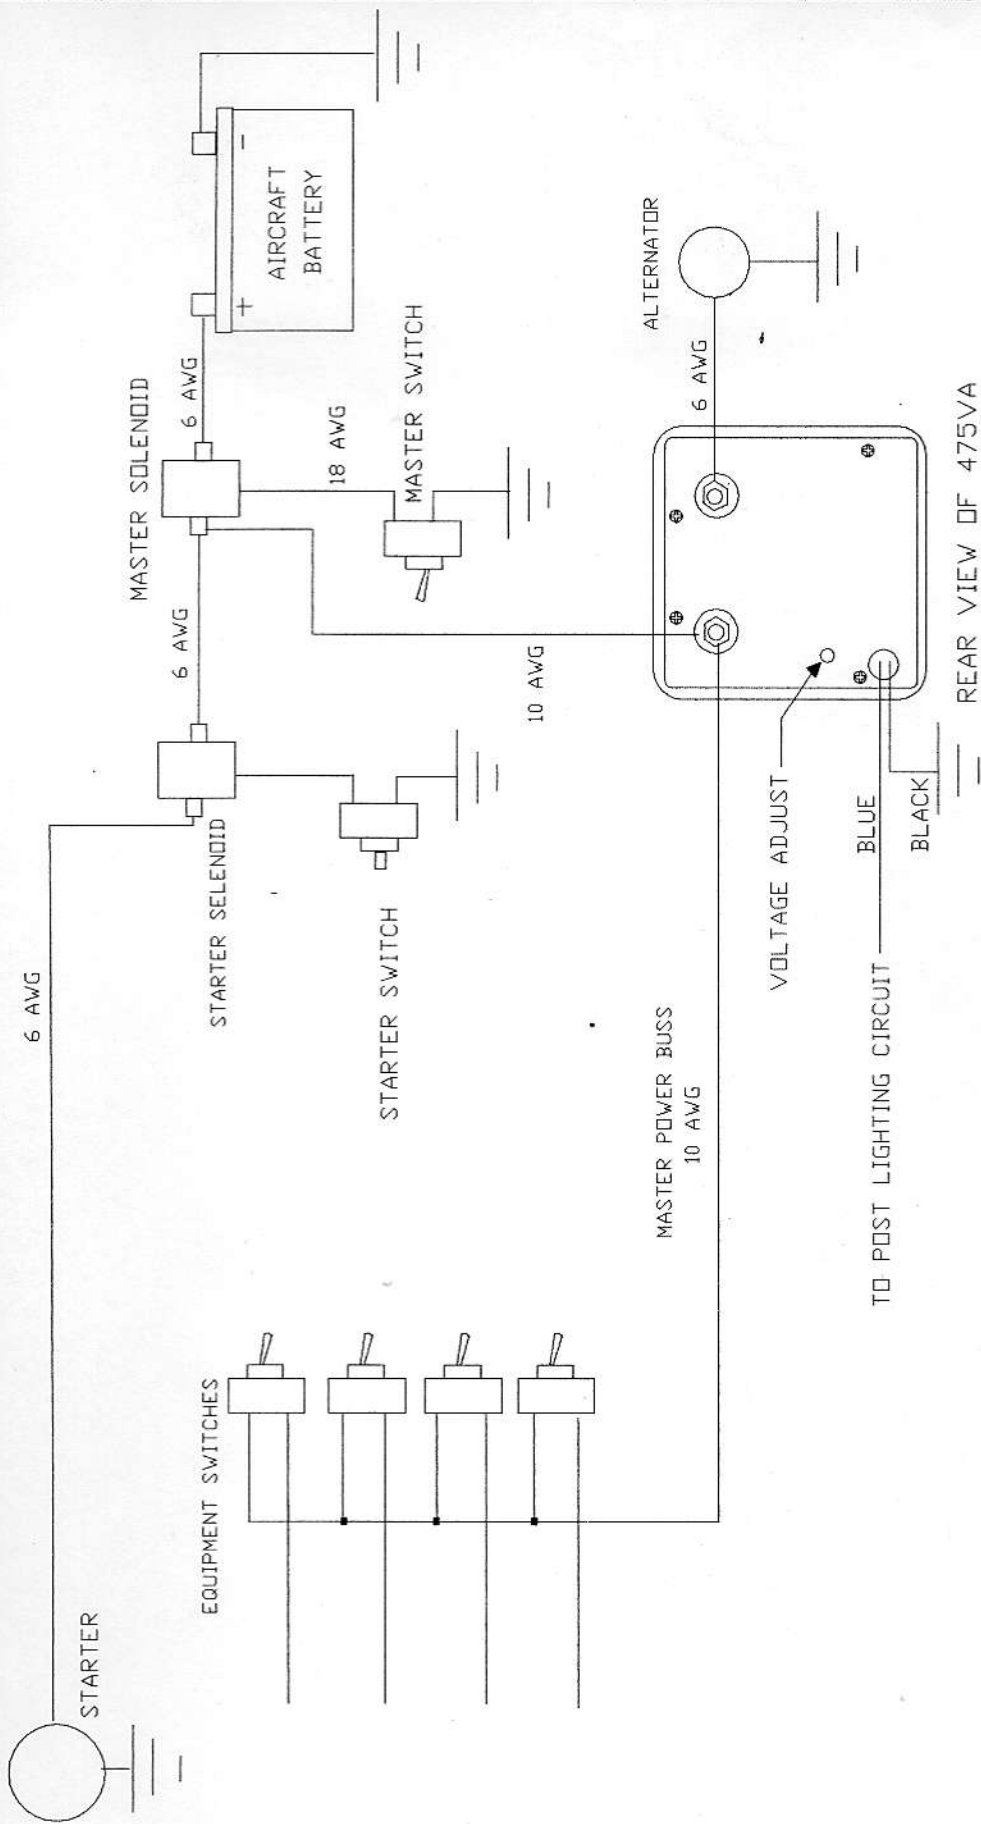 STARTER
6 AWG
STARTER SELENOID
6 AWG
MASTER SOLENOID
6 AWG
+
-
AIRCRAFT
BATTERY
EQUIPMENT SWITCHES
STARTER SWITCH
18 AWG
MASTER SWITCH
10 AWG
MASTER POWER BUSS
10 AWG
ALTERNATOR
6 AWG
VOLTAGE ADJUST
TO POST LIGHTING CIRCUIT
BLUE
BLACK
REAR VIEW OF 475VA